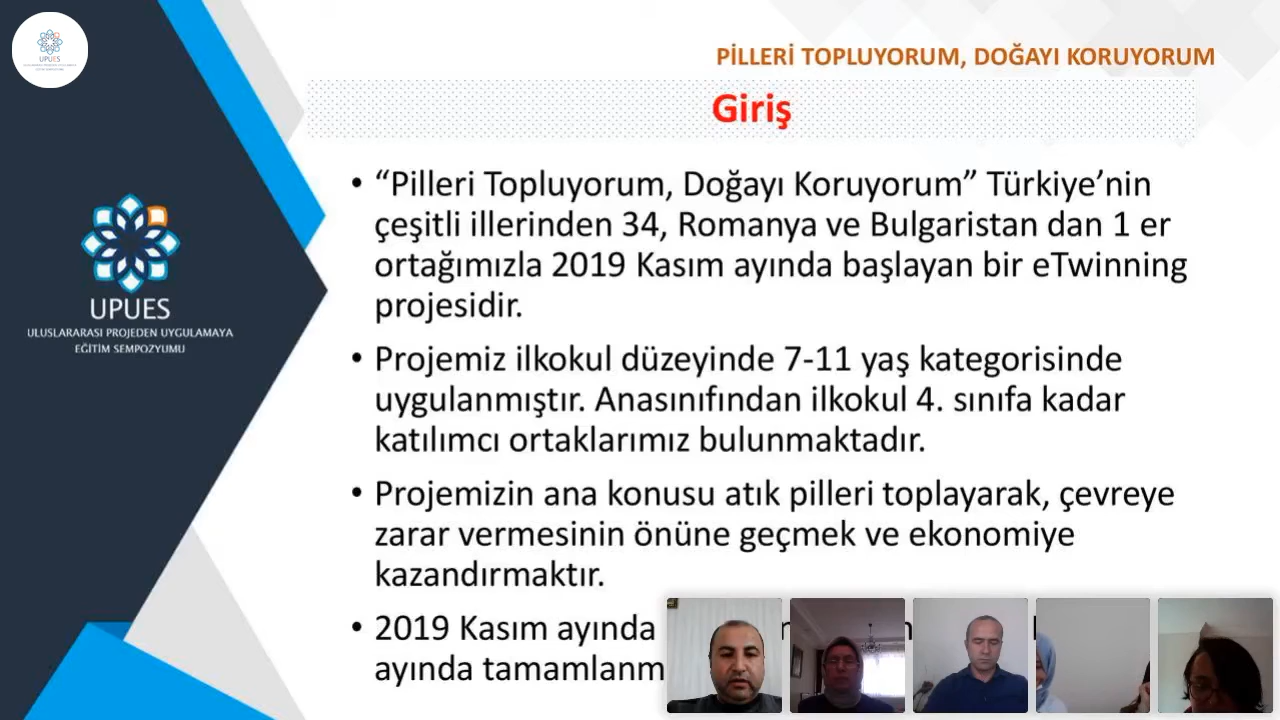 UPUES
PİLLERİ TOPLUYORUM, DOĞAYI KORUYORUM
Giriş
• “Pilleri Topluyorum, Doğayı Koruyorum” Türkiye’nin
çeşitli illerinden 34, Romanya ve Bulgaristan dan 1 er
ortağımızla 2019 Kasım ayında başlayan bir eTwinning
projesidir.
• Projemiz ilkokul düzeyinde 7-11 yaş kategorisinde
uygulanmıştır. Anasınıfından ilkokul 4. sınıfa kadar
katılımcı ortaklarımız bulunmaktadır.
• Projemizin ana konusu atık pilleri toplayarak, çevreye
zarar vermesinin önüne geçmek ve ekonomiye
kazandırmaktır.
• 2019 Kasım ayında
ayında tamamlanm
UPUES
ULUSLARARASI PROJEDEN UYGULAMAYA
EĞİTİM SEMPOZYUMU